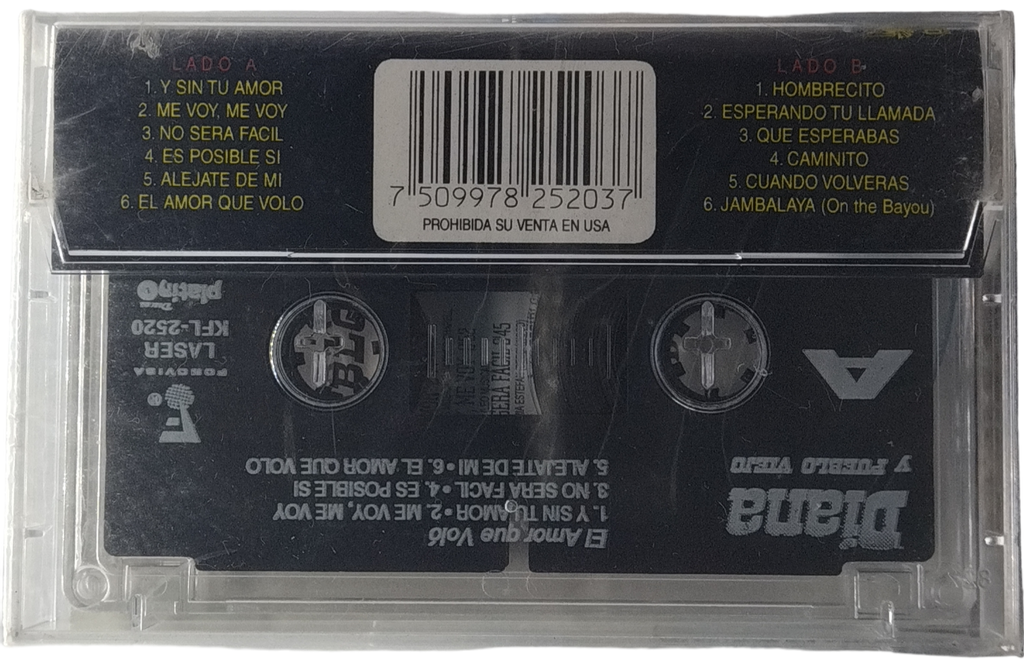 LADO A
1. Y SIN TU AMOR
2. ME VOY, ME VOY
3. NO SERA FACIL
4. ES POSIBLE SI
5. ALEJATE DE MI
6. EL AMOR QUE VOLO
7 509978 252037
PROHIBIDA SU VENTA EN USA
LADO B
1. HOMBRECITO
2. ESPERANDO TU LLAMADA
3. QUE ESPERABAS
4. CAMINITO
5. CUANDO VOLVERAS
6. JAMBALAYA (On the Bayou)
Diana
Y PUEBLO VIEJO
El Amor que Voló
1. Y SIN TU AMOR • 2. ME VOY, ME VOY
3. NO SERA FACIL • 4. ES POSIBLE SI
5. ALEJATE DE MI • 6. EL AMOR QUE VOLO
A
F
FONOVISA
LASER
KFL-2520
platino